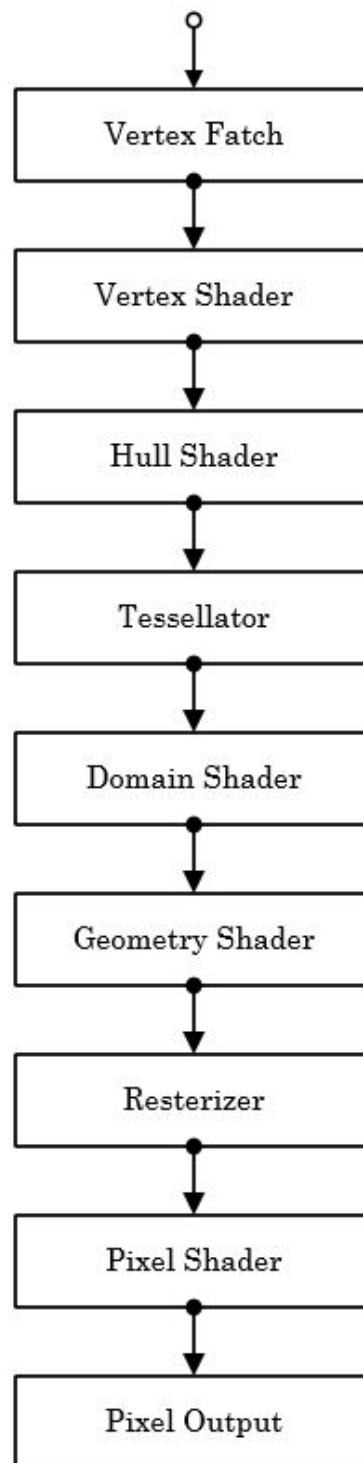 Vertex Fatch
Vertex Shader
Hull Shader
Tessellator
Domain Shader
Geometry Shader
Resterizer
Pixel Shader
Pixel Output